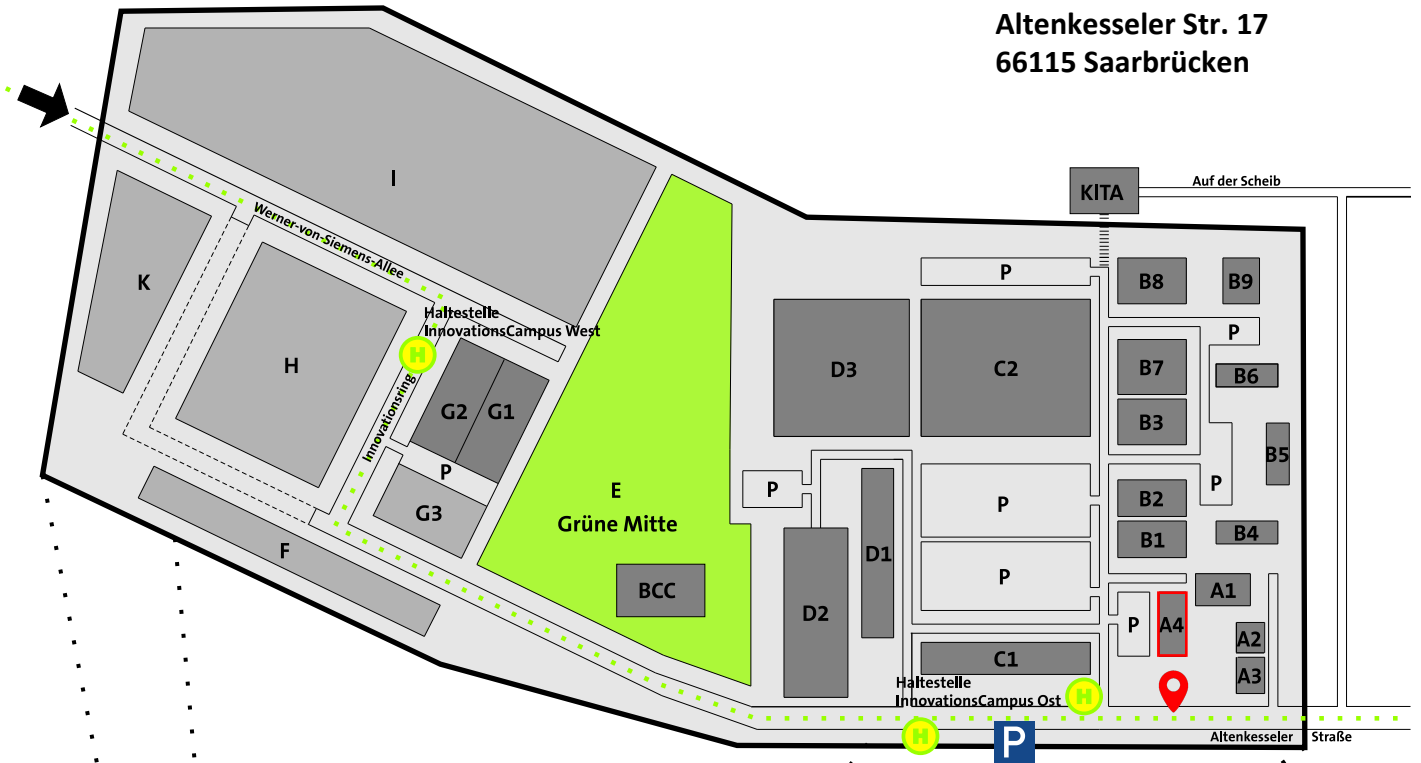 Altenkesseler Str. 17
66115 Saarbrücken
KITA
Auf der Scheib
I
K
Werner-von-Siemens-Allee
H
Haltestelle
InnovationsCampus West
H
Innovationsring
G2
G1
P
G3
F
E
Grüne Mitte
BCC
P
B8
B9
P
D3
C2
B7
B6
B3
B5
P
P
P
B2
B1
B4
D1
D2
P
A1
P
A4
A2
A3
C1
Haltestelle
InnovationsCampus Ost
H
H
P
Altenkesseler Straße